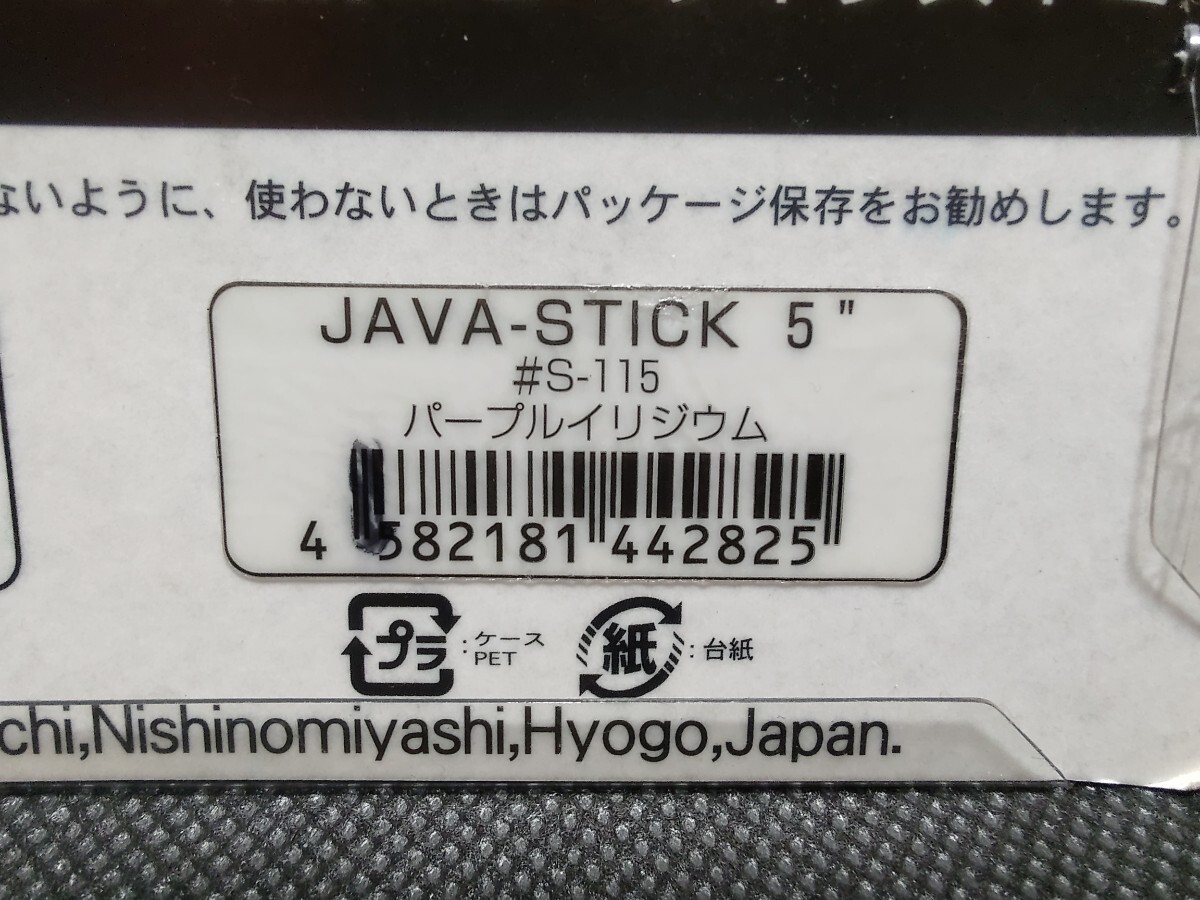 ないように、使わないときはパッケージ保存をお勧めします。
JAVA-STICK 5"
#S-115
パープルイリジウム
4 582181 442825
プラ :ケース PET
紙 :台紙
chi,Nishinomiyashi,Hyogo,Japan.